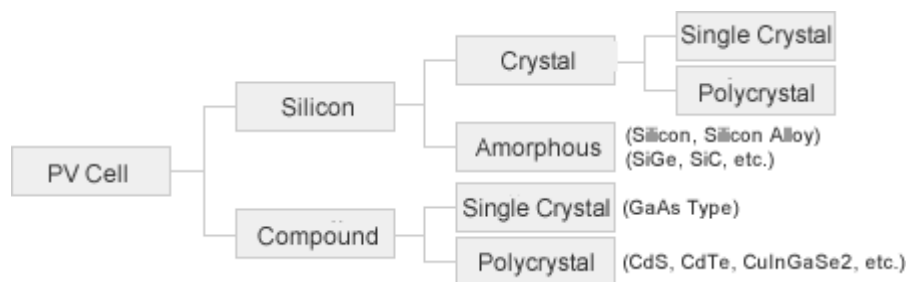 Single Crystal
Crystal
Polycrystal
Silicon
Amorphous (Silicon, Silicon Alloy)
(SiGe, SiC, etc.)
PV Cell
Single Crystal (GaAs Type)
Compound
Polycrystal (CdS, CdTe, CuInGaSe2, etc.)